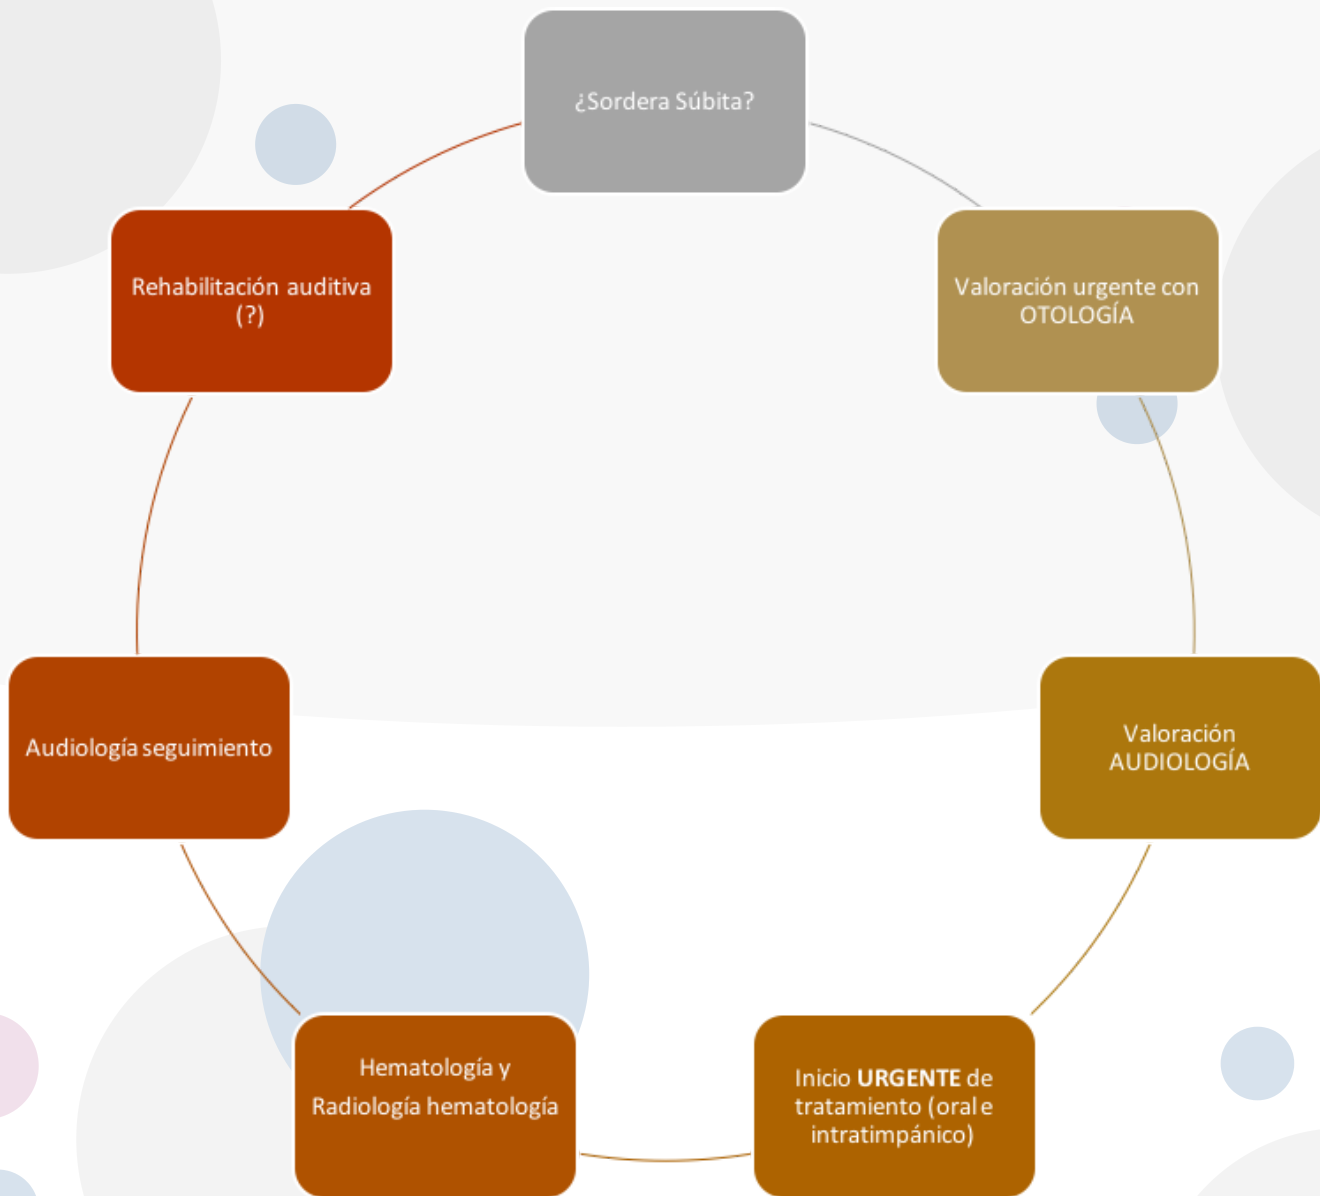 ¿Sordera Súbita?
Valoración urgente con
OTOLOGÍA
Valoración
AUDIOLOGÍA
Inicio URGENTE de
tratamiento (oral e
intratimpánico)
Hematología y
Radiología hematología
Audiología seguimiento
Rehabilitación auditiva
(?)